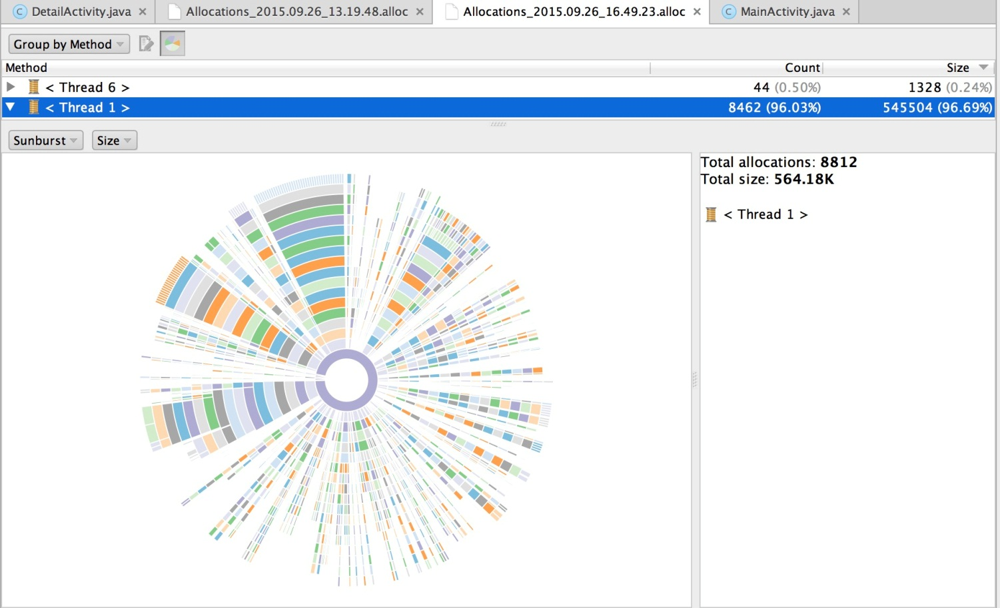 DetailActivity.java
Allocations_2015.09.26_13.19.48.alloc
Allocations_2015.09.26_16.49.23.alloc
MainActivity.java
Group by Method
Method Count Size
< Thread 6 > 44 (0.50%) 1328 (0.24%)
< Thread 1 > 8462 (96.03%) 545504 (96.69%)
Sunburst Size
Total allocations: 8812
Total size: 564.18K
< Thread 1 >